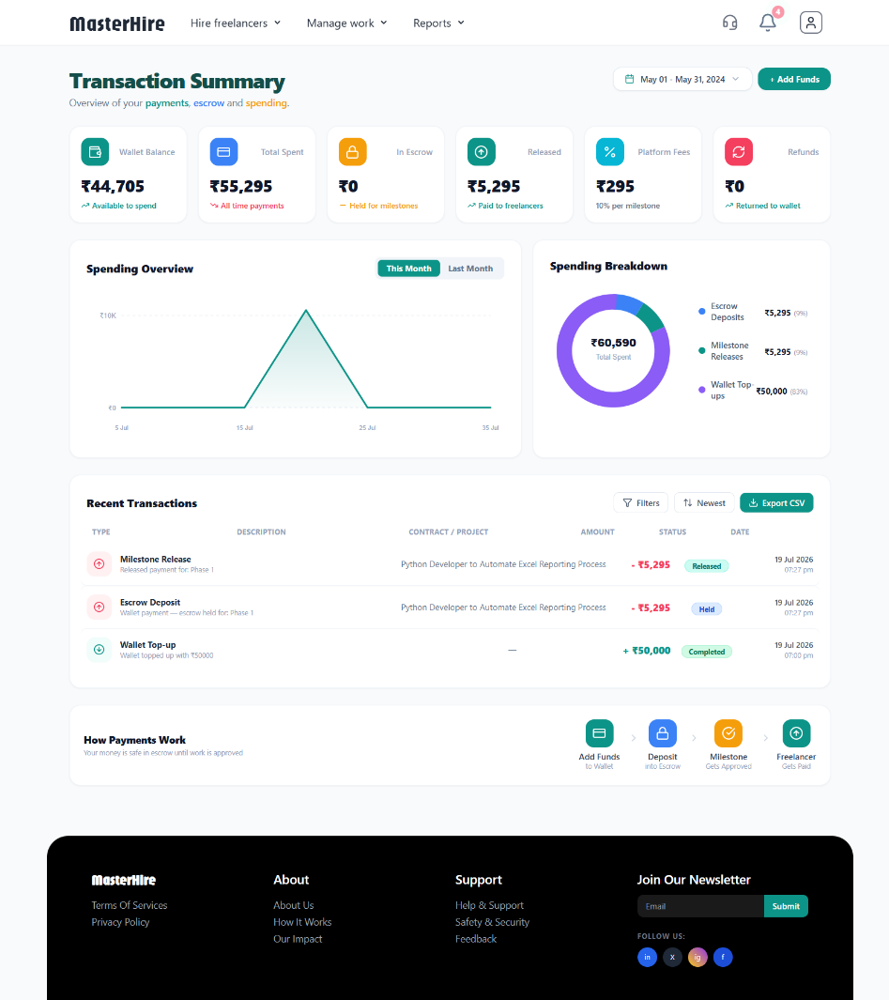 MasterHire
Hire freelancers
Manage work
Reports
4
Transaction Summary
Overview of your payments, escrow and spending.
May 01 - May 31, 2024
+ Add Funds
Wallet Balance
₹44,705
Available to spend
Total Spent
₹55,295
All time payments
In Escrow
₹0
Held for milestones
Released
₹5,295
Paid to freelancers
Platform Fees
₹295
10% per milestone
Refunds
₹0
Returned to wallet
Spending Overview
This Month
Last Month
₹10K
₹0
5 Jul
15 Jul
25 Jul
35 Jul
Spending Breakdown
₹60,590
Total Spent
Escrow
Deposits
₹5,295 (9%)
Milestone
Releases
₹5,295 (9%)
Wallet Top-
ups
₹50,000 (83%)
Recent Transactions
Filters
Newest
Export CSV
TYPE DESCRIPTION CONTRACT / PROJECT AMOUNT STATUS DATE
Milestone Release
Released payment for: Phase 1
Python Developer to Automate Excel Reporting Process
- ₹5,295
Released
19 Jul 2026
07:27 pm
Escrow Deposit
Wallet payment — escrow held for: Phase 1
Python Developer to Automate Excel Reporting Process
- ₹5,295
Held
19 Jul 2026
07:27 pm
Wallet Top-up
Wallet topped up with ₹50000
—
+ ₹50,000
Completed
19 Jul 2026
07:00 pm
How Payments Work
Your money is safe in escrow until work is approved
Add Funds
to Wallet
Deposit
into Escrow
Milestone
Gets Approved
Freelancer
Gets Paid
MasterHire
Terms Of Services
Privacy Policy
About
About Us
How It Works
Our Impact
Support
Help & Support
Safety & Security
Feedback
Join Our Newsletter
Email
Submit
FOLLOW US:
in
X
ig
f